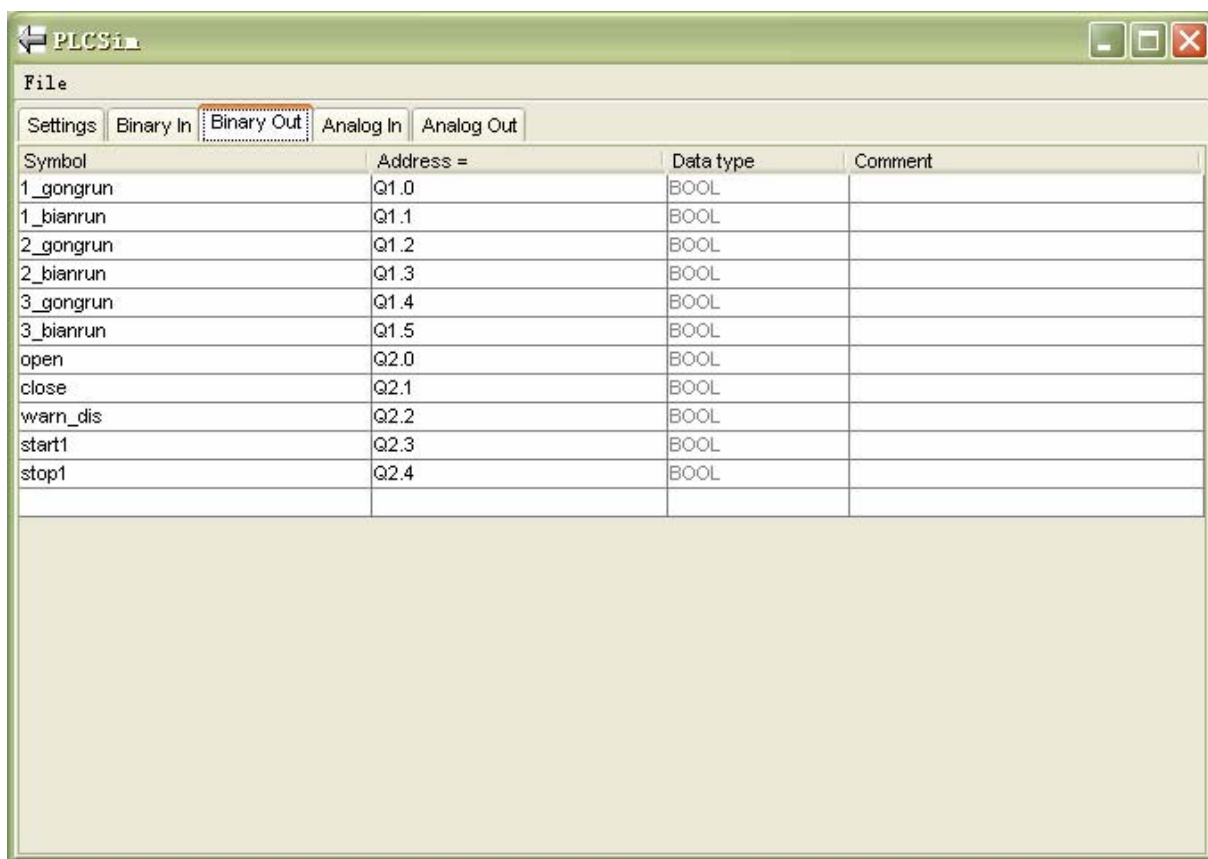 PLCSim
File
Settings Binary In Binary Out Analog In Analog Out
Symbol Address = Data type Comment
1_gongrun Q1.0 BOOL
1_bianrun Q1.1 BOOL
2_gongrun Q1.2 BOOL
2_bianrun Q1.3 BOOL
3_gongrun Q1.4 BOOL
3_bianrun Q1.5 BOOL
open Q2.0 BOOL
close Q2.1 BOOL
warn_dis Q2.2 BOOL
start1 Q2.3 BOOL
stop1 Q2.4 BOOL